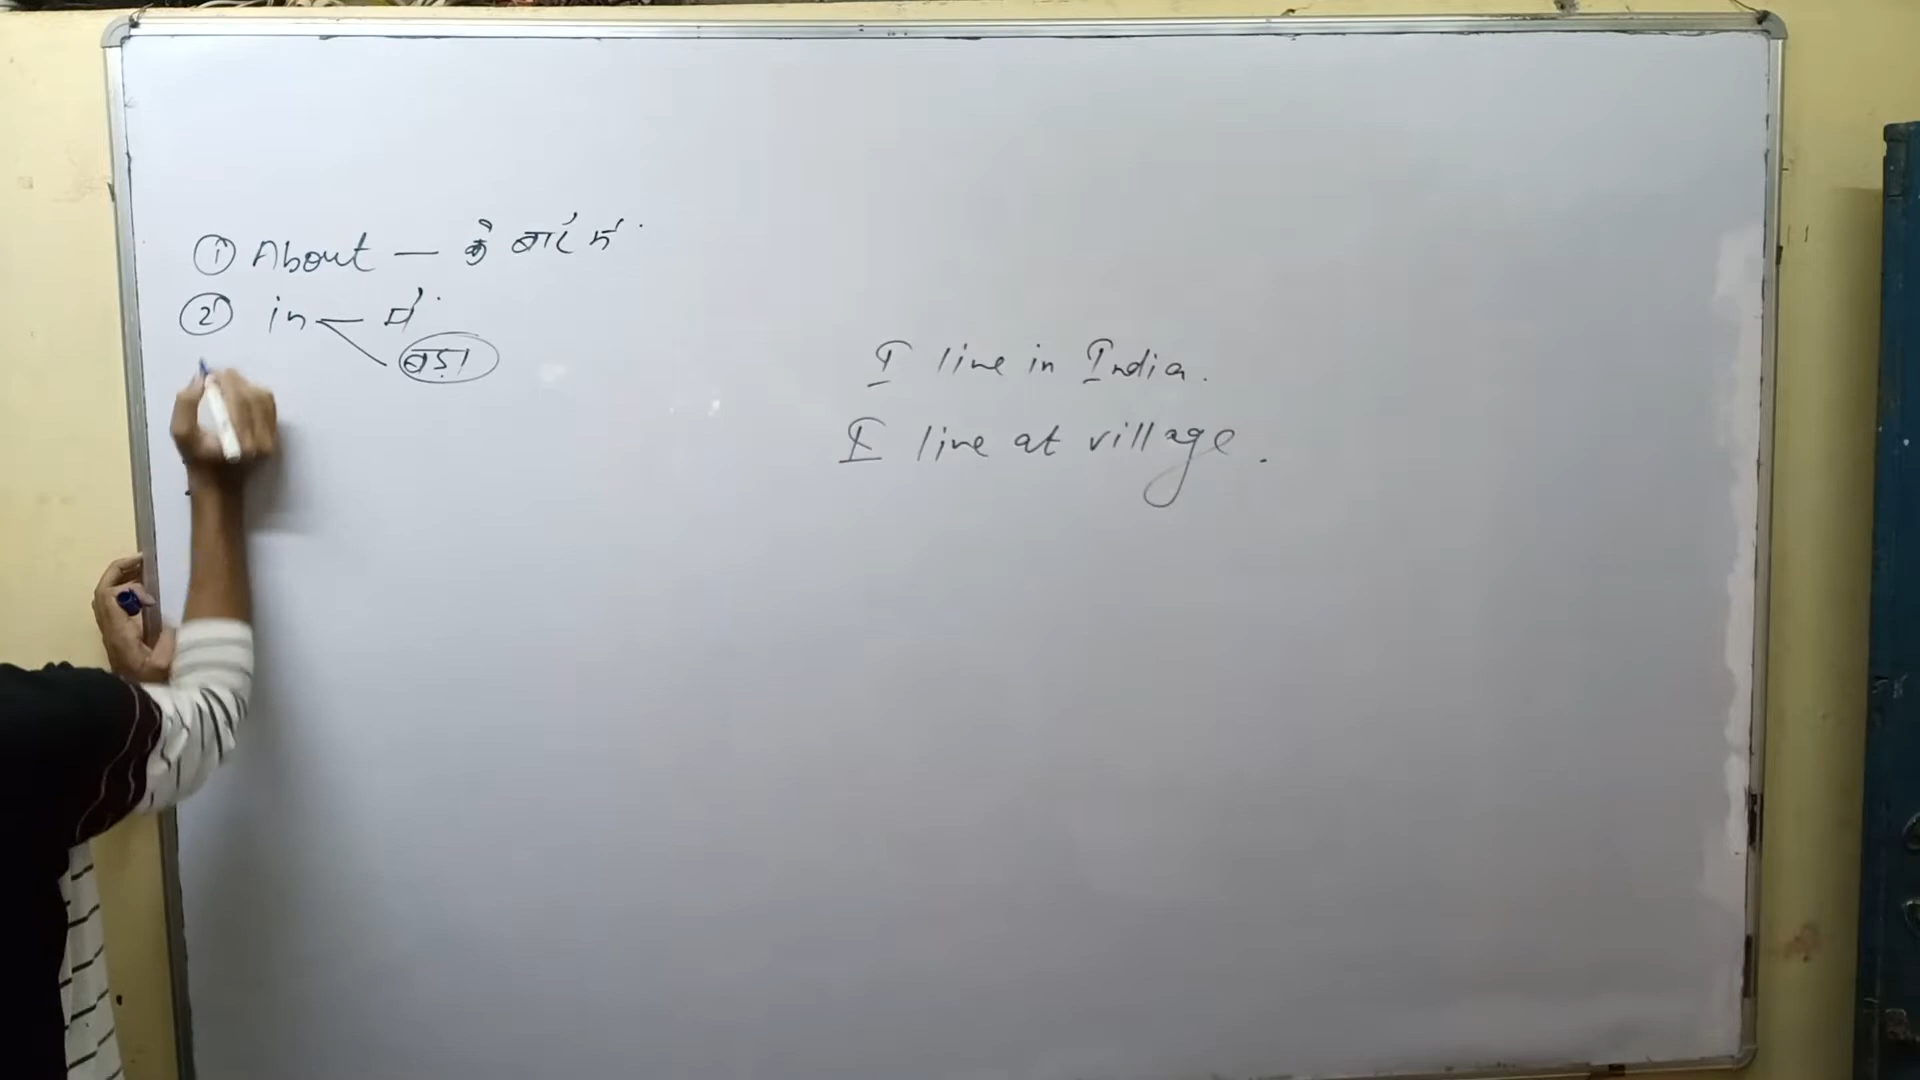 ① About — के बारे में
② in — में
बड़ा
I live in India.
I live at village.